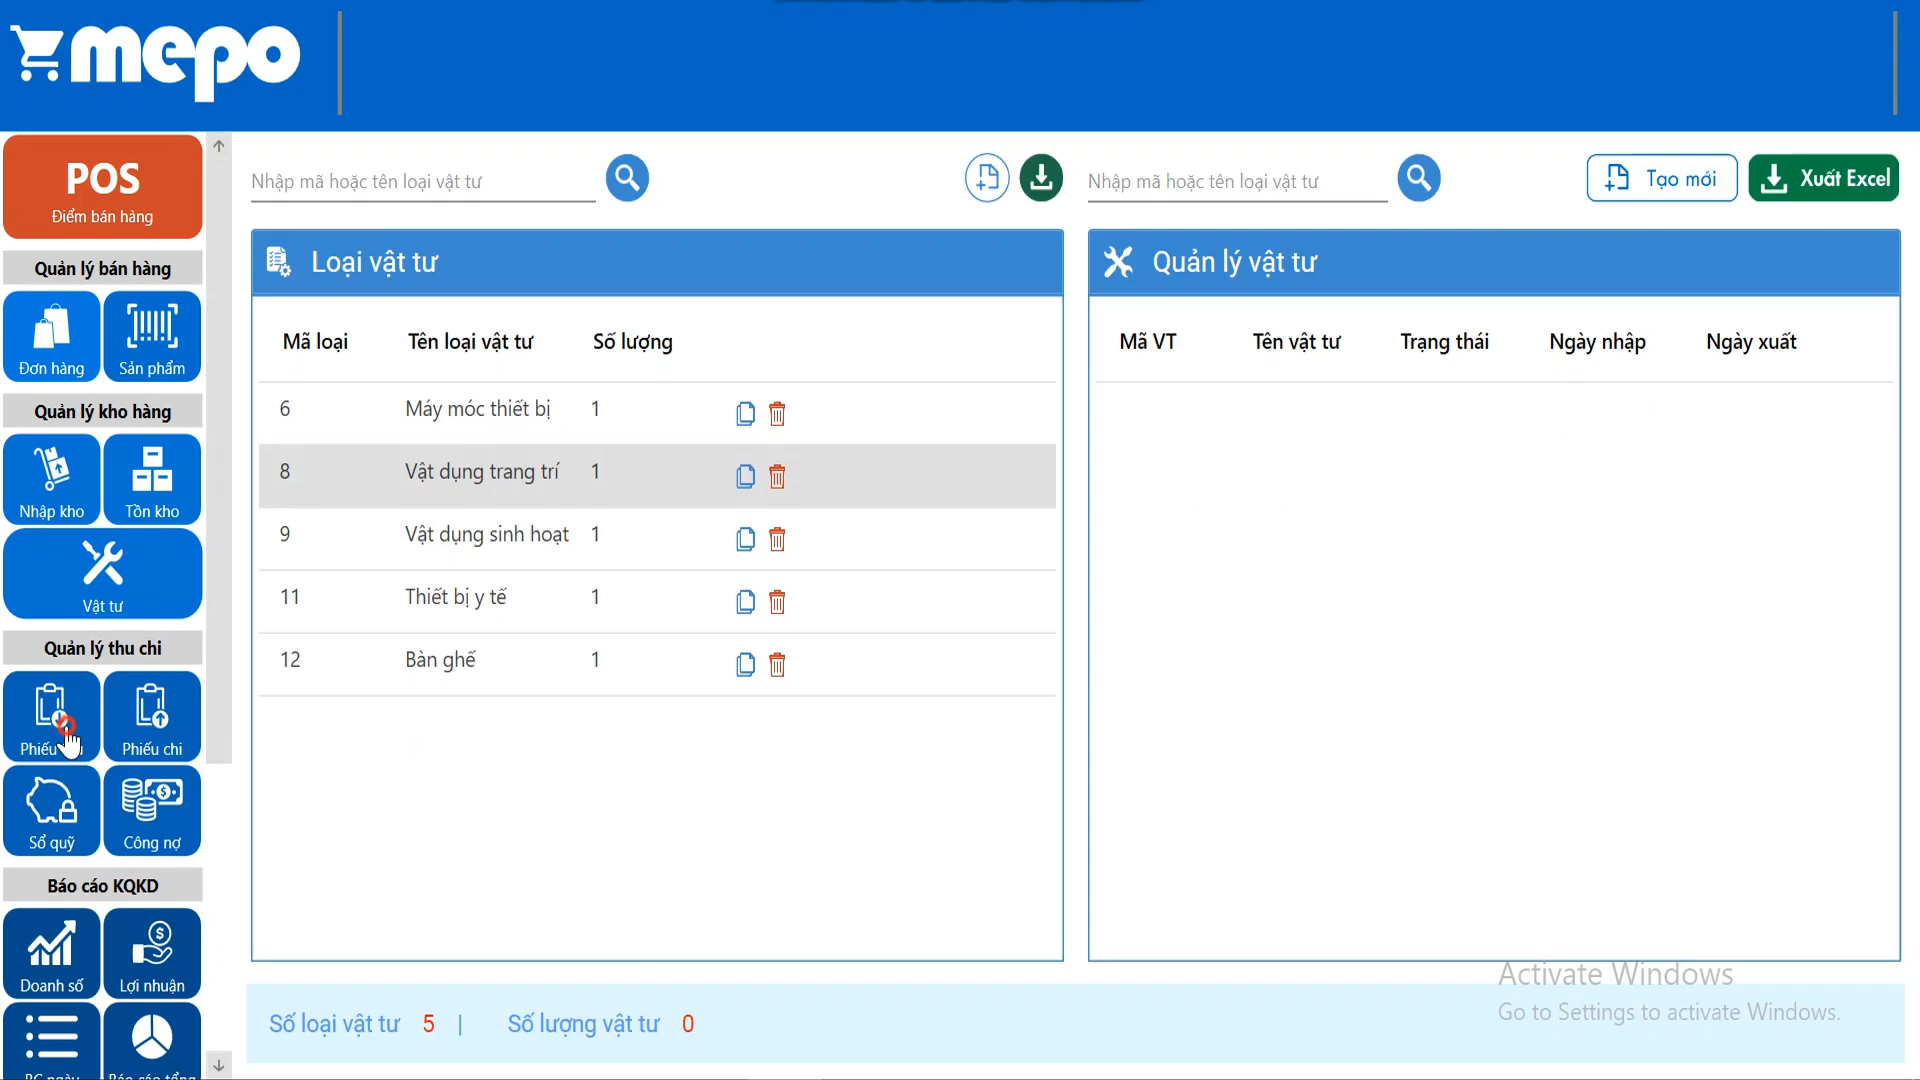 mepo
POS
Điểm bán hàng
Quản lý bán hàng
Đơn hàng
Sản phẩm
Quản lý kho hàng
Nhập kho
Tồn kho
Vật tư
Quản lý thu chi
Phiếu
Phiếu chi
Sổ quỹ
Công nợ
Báo cáo KQKD
Doanh số
Lợi nhuận
Nhập mã hoặc tên loại vật tư
Loại vật tư
Mã loại Tên loại vật tư Số lượng
6 Máy móc thiết bị 1
8 Vật dụng trang trí 1
9 Vật dụng sinh hoạt 1
11 Thiết bị y tế 1
12 Bàn ghế 1
Nhập mã hoặc tên loại vật tư
Tạo mới
Xuất Excel
Quản lý vật tư
Mã VT Tên vật tư Trạng thái Ngày nhập Ngày xuất
Số loại vật tư 5 | Số lượng vật tư 0
Activate Windows
Go to Settings to activate Windows.